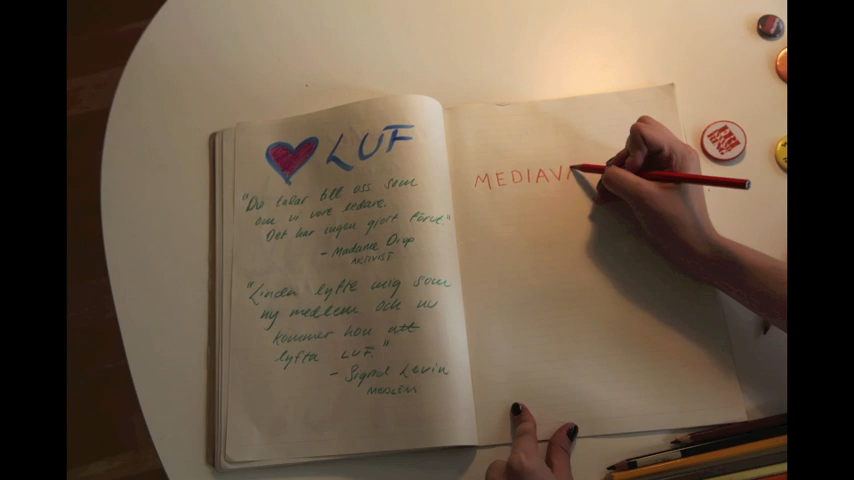 LUF
"Du talar till oss som
om vi vore ledare.
Det har ingen gjort förut."
- Madame Diop
AKTIVIST
"Linda lyfte mig som
ny medlem och nu
kommer hon att
lyfta LUF."
- Sigrid Levin
MEDLEM
MEDIAVA